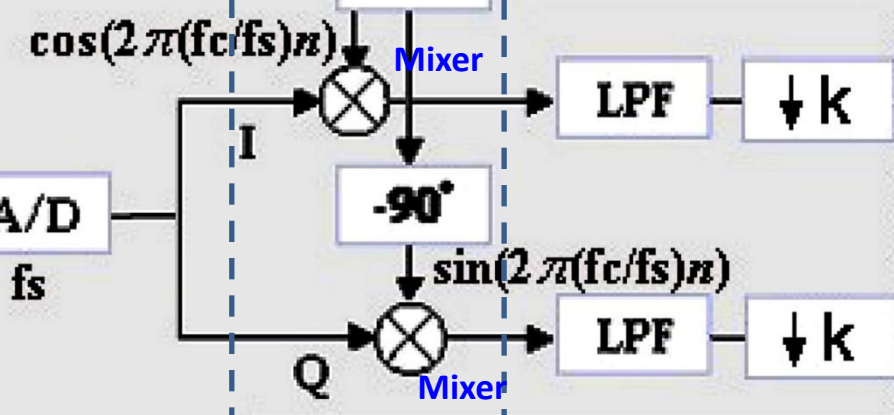 cos(2π(fc/fs)n)
Mixer
LPF
↓ k
I
-90°
A/D
fs
sin(2π(fc/fs)n)
LPF
↓ k
Q
Mixer